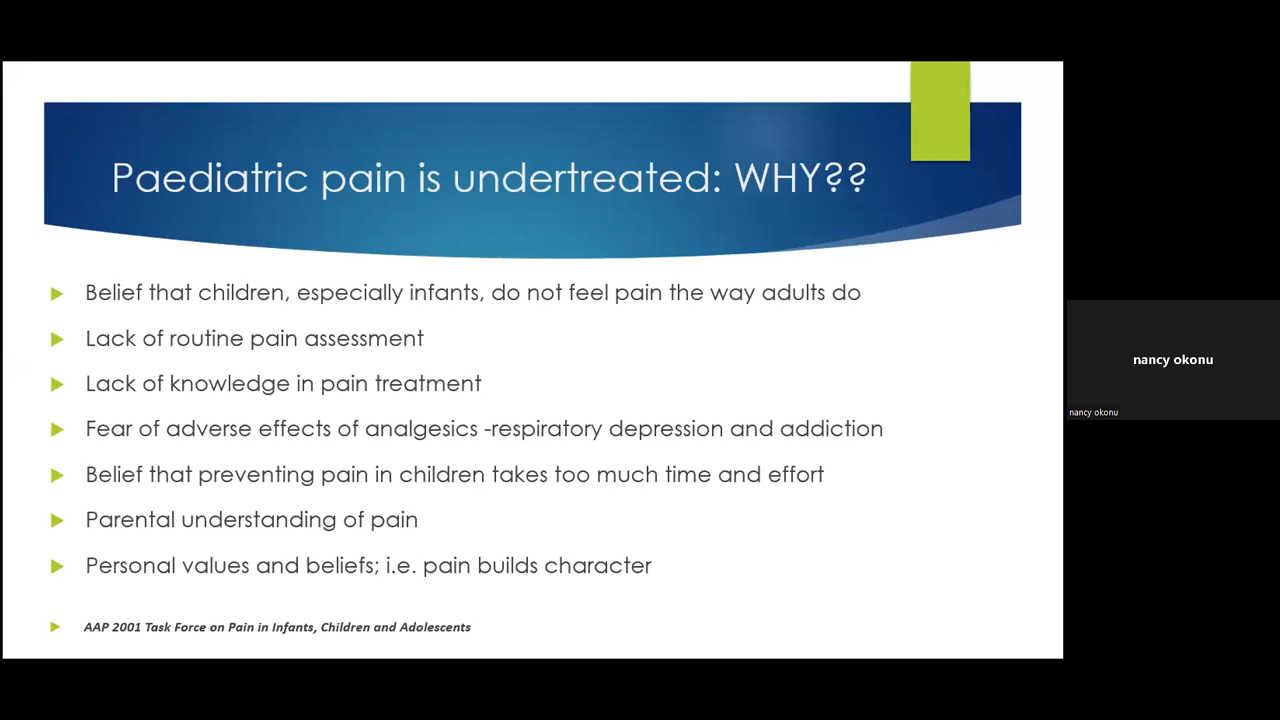 Paediatric pain is undertreated: WHY??
Belief that children, especially infants, do not feel pain the way adults do
Lack of routine pain assessment
Lack of knowledge in pain treatment
Fear of adverse effects of analgesics -respiratory depression and addiction
Belief that preventing pain in children takes too much time and effort
Parental understanding of pain
Personal values and beliefs; i.e. pain builds character
AAP 2001 Task Force on Pain in Infants, Children and Adolescents
nancy okonu
nancy okonu